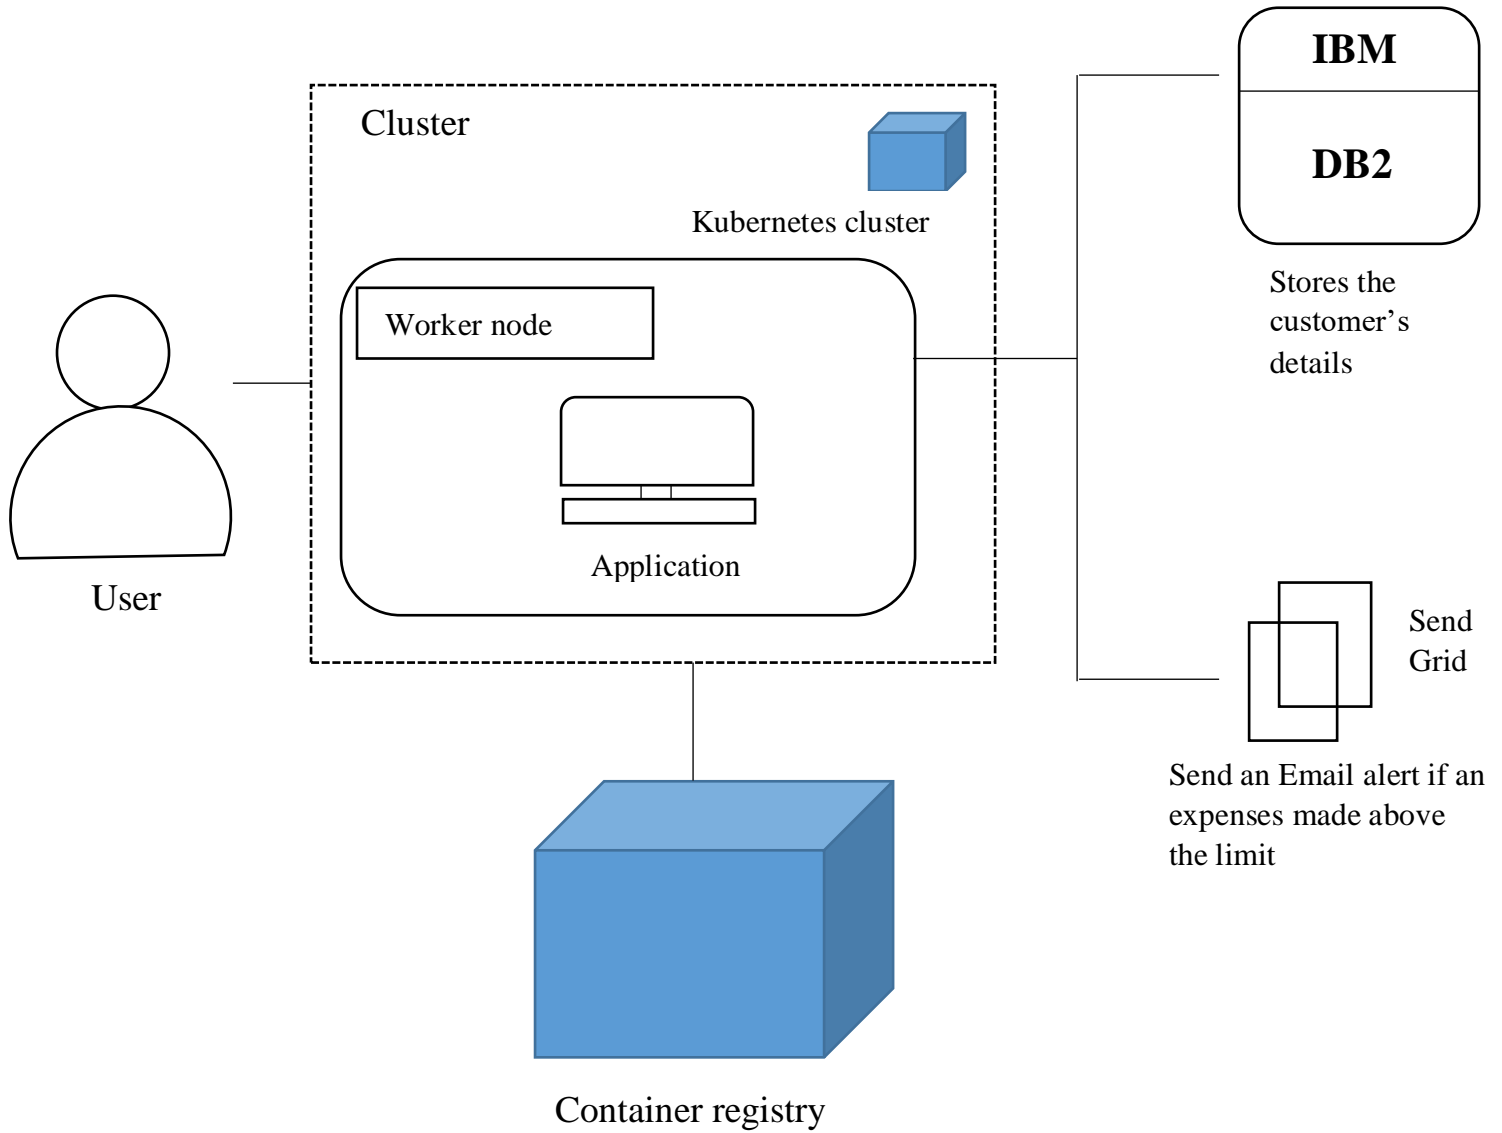 IBM
DB2
Cluster
Kubernetes cluster
Stores the
customer’s
details
Worker node
Application
User
Send
Grid
Send an Email alert if an
expenses made above
the limit
Container registry